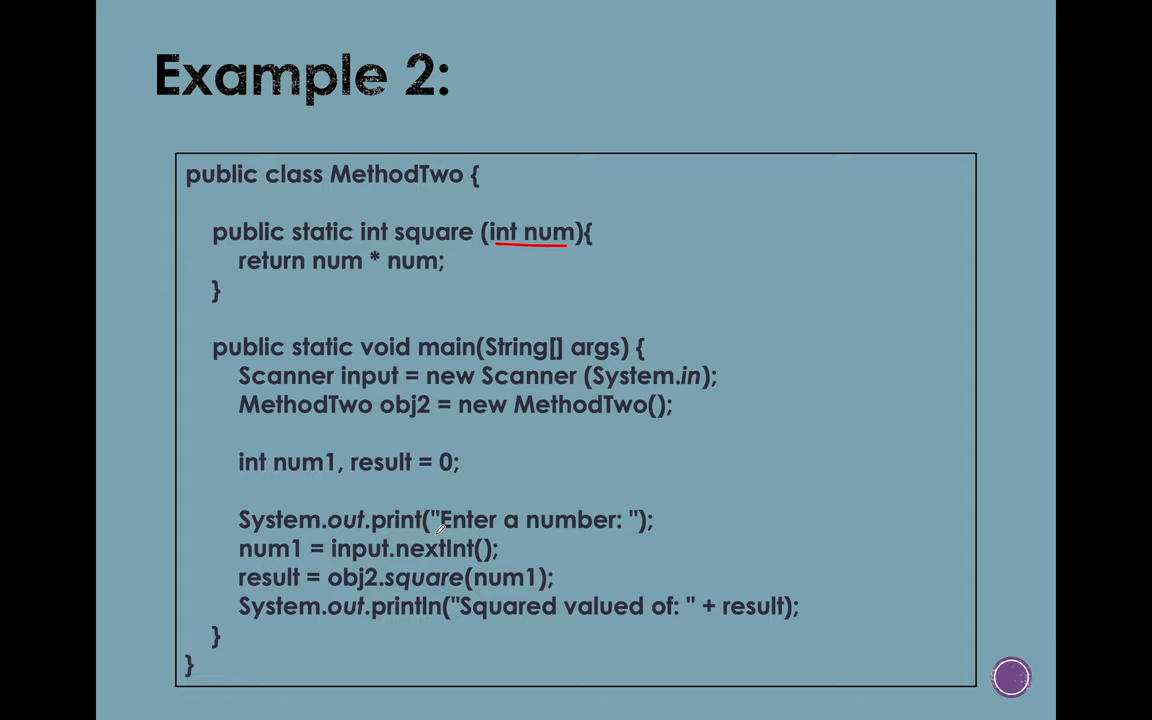 Example 2:
public class MethodTwo {
public static int square (int num){
return num * num;
}
public static void main(String[] args) {
Scanner input = new Scanner (System.in);
MethodTwo obj2 = new MethodTwo();
int num1, result = 0;
System.out.print("Enter a number: ");
num1 = input.nextInt();
result = obj2.square(num1);
System.out.println("Squared valued of: " + result);
}
}